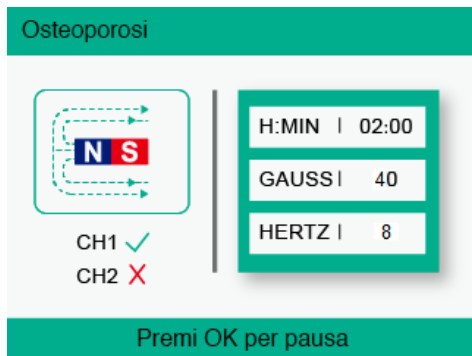 Osteoporosi
N S
CH1 ✓
CH2 X
H:MIN | 02:00
GAUSS | 40
HERTZ | 8
Premi OK per pausa